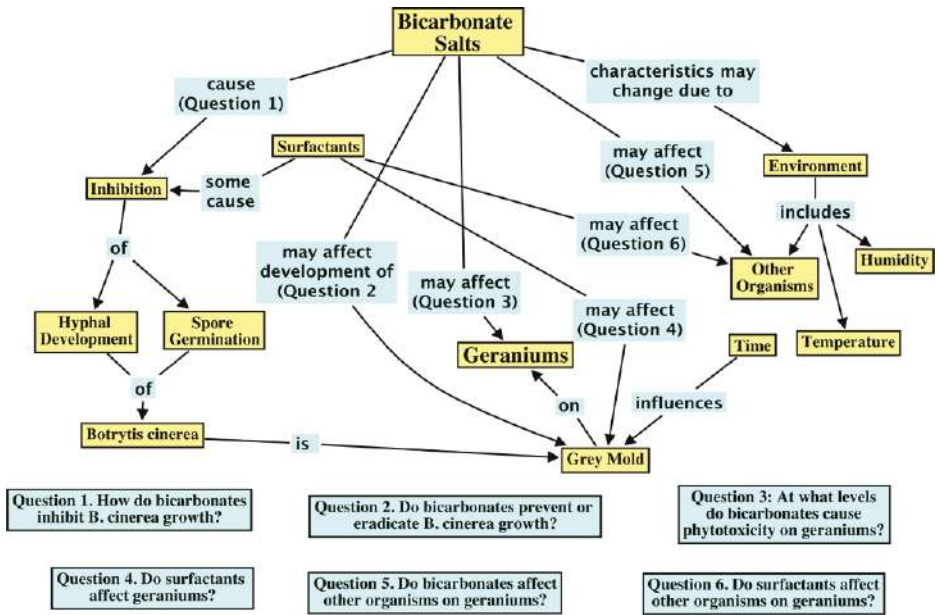 Bicarbonate
Salts
cause
(Question 1)
characteristics may
change due to
Surfactants
may affect
(Question 5)
Environment
Inhibition
some
cause
includes
of
may affect
(Question 6)
may affect
development of
(Question 2
may affect
(Question 3)
Other
Organisms
Humidity
Hyphal
Development
Spore
Germination
may affect
(Question 4)
Geraniums
Time
Temperature
of
on
influences
Botrytis cinerea
is
Grey Mold
Question 1. How do bicarbonates
inhibit B. cinerea growth?
Question 2. Do bicarbonates prevent or
eradicate B. cinerea growth?
Question 3: At what levels
do bicarbonates cause
phytotoxicity on geraniums?
Question 4. Do surfactants
affect geraniums?
Question 5. Do bicarbonates affect
other organisms on geraniums?
Question 6. Do surfactants affect
other organisms on geraniums?